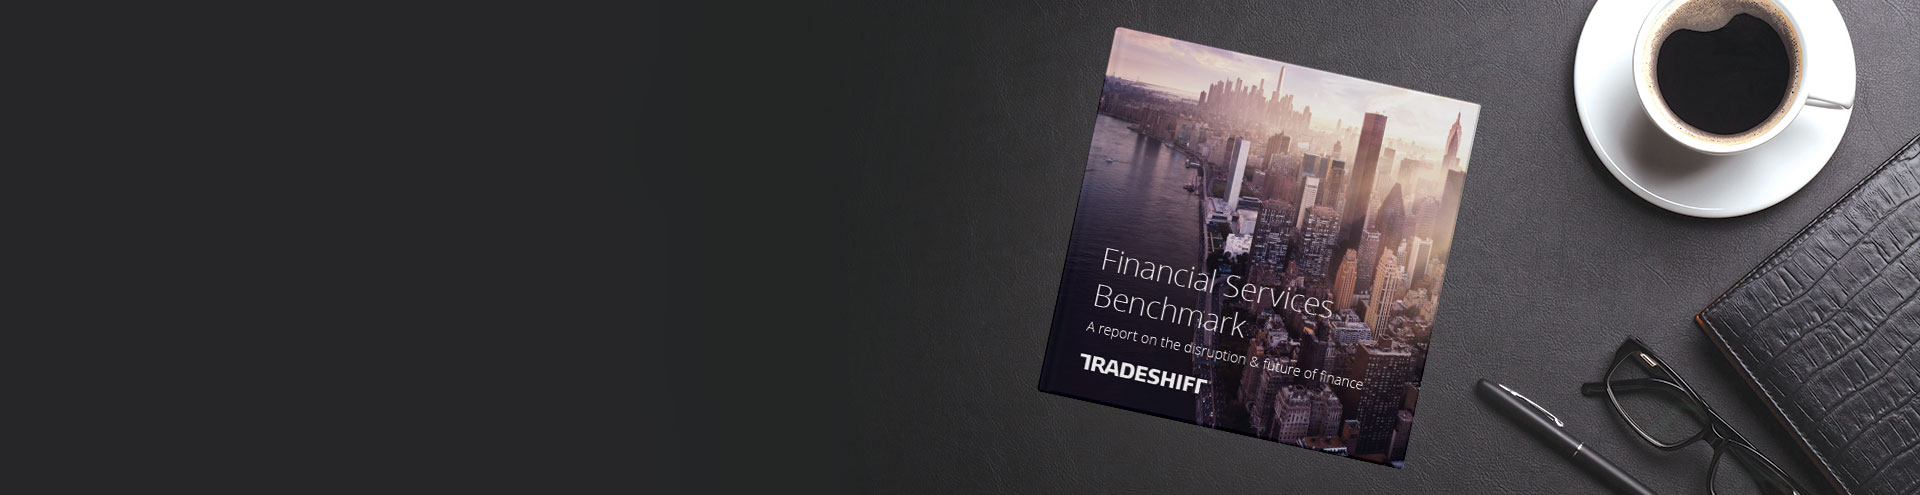 Financial Services
Benchmark
A report on the disruption & future of finance
TRADESHIFT